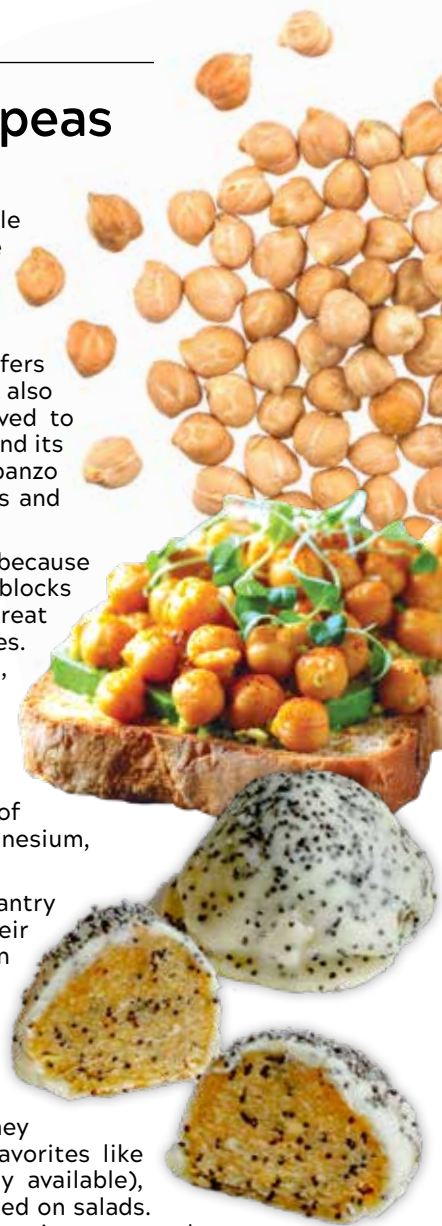 peas
le
fers
also
ved to
nd its
banzo
s and
because
blocks
reat
es.
,
of
nesium,
antry
eir
n
ney
avorites like
y available),
ed on salads.